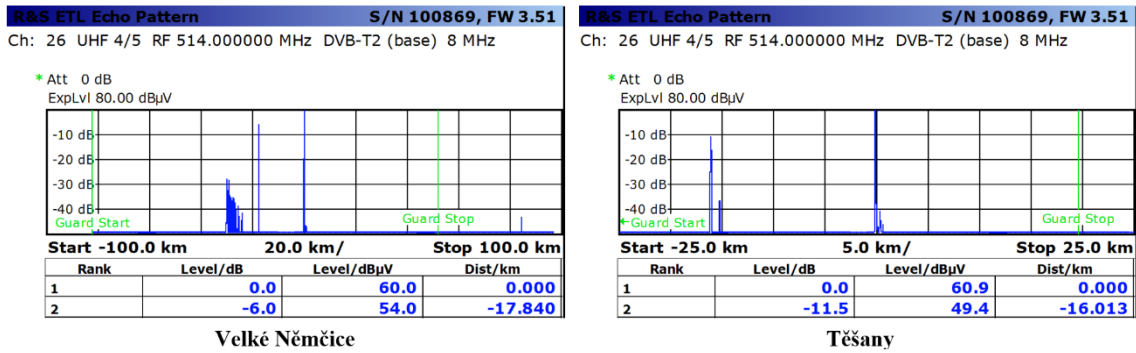 R&S ETL Echo Pattern S/N 100869, FW 3.51
Ch: 26 UHF 4/5 RF 514.000000 MHz DVB-T2 (base) 8 MHz
* Att 0 dB
ExpLvl 80.00 dBµV
-10 dB
-20 dB
-30 dB
-40 dB
Guard Start Guard Stop
Start -100.0 km 20.0 km/ Stop 100.0 km
Rank Level/dB Level/dBµV Dist/km
1 0.0 60.0 0.000
2 -6.0 54.0 -17.840
Velké Němčice
R&S ETL Echo Pattern S/N 100869, FW 3.51
Ch: 26 UHF 4/5 RF 514.000000 MHz DVB-T2 (base) 8 MHz
* Att 0 dB
ExpLvl 80.00 dBµV
-10 dB
-20 dB
-30 dB
-40 dB
←Guard Start Guard Stop
Start -25.0 km 5.0 km/ Stop 25.0 km
Rank Level/dB Level/dBµV Dist/km
1 0.0 60.9 0.000
2 -11.5 49.4 -16.013
Těšany